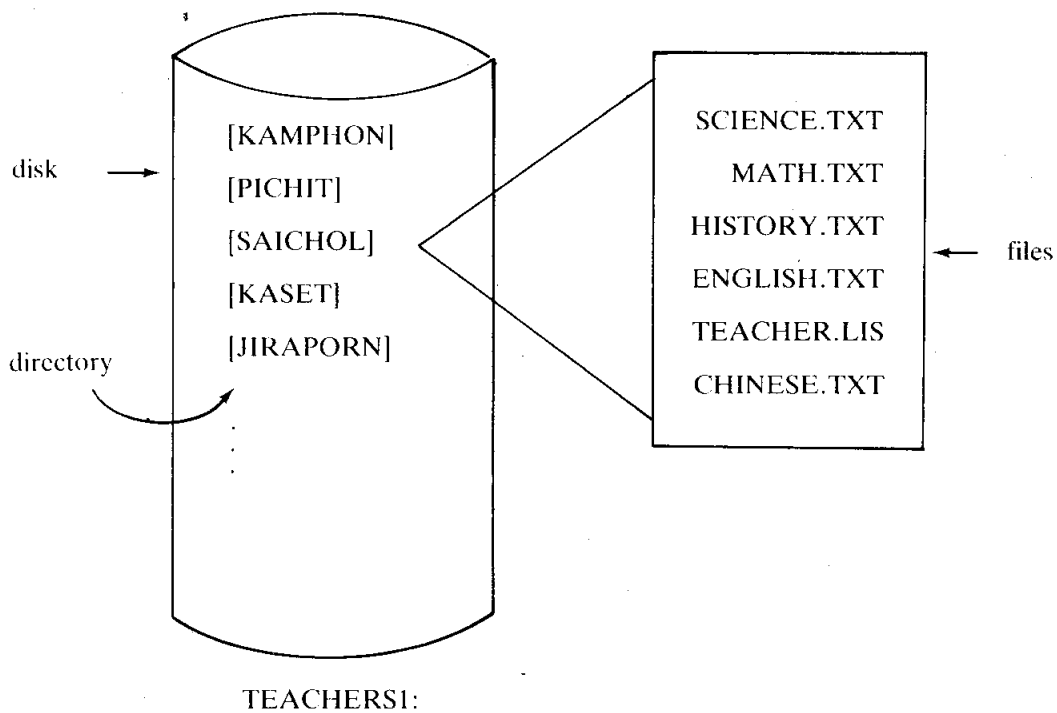 disk
directory
[KAMPHON]
[PICHIT]
[SAICHOL]
[KASET]
[JIRAPORN]
TEACHERS1:
SCIENCE.TXT
MATH.TXT
HISTORY.TXT
ENGLISH.TXT
TEACHER.LIS
CHINESE.TXT
files